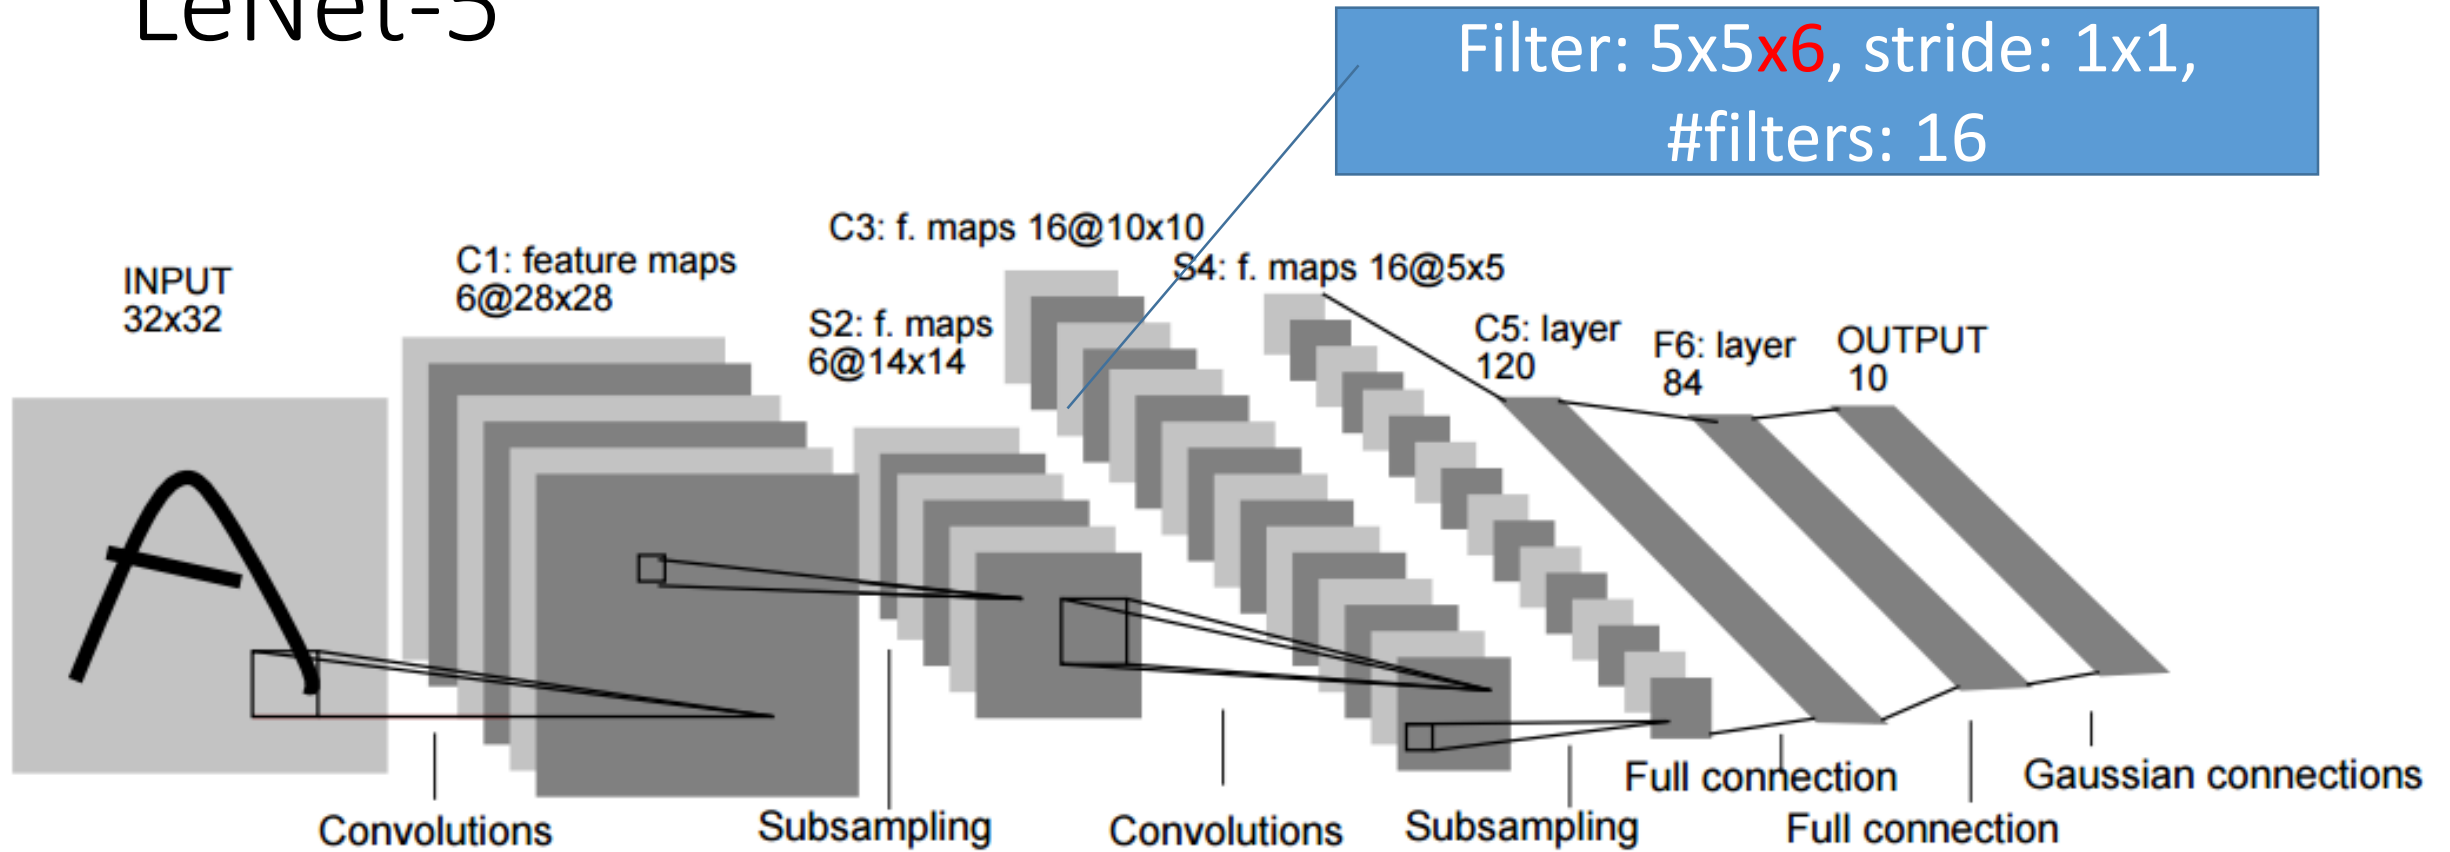 LeNet-5
Filter: 5x5x6, stride: 1x1,
#filters: 16
C3: f. maps 16@10x10
S4: f. maps 16@5x5
INPUT
32x32
C1: feature maps
6@28x28
S2: f. maps
6@14x14
C5: layer
120
F6: layer
84
OUTPUT
10
A
Convolutions
Subsampling
Convolutions
Subsampling
Full connection
Full connection
Gaussian connections